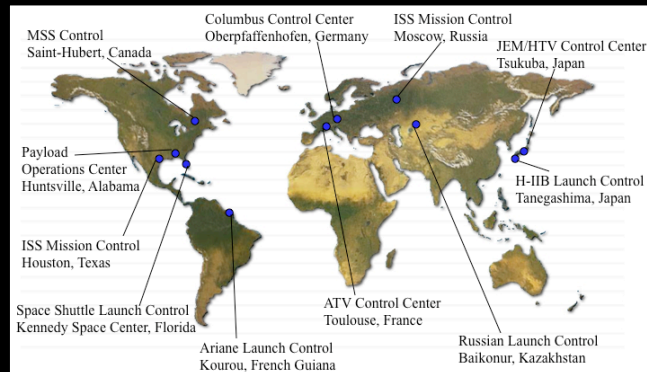 Columbus Control Center
Oberpfaffenhofen, Germany
ISS Mission Control
Moscow, Russia
MSS Control
Saint-Hubert, Canada
JEM/HTV Control Center
Tsukuba, Japan
Payload
Operations Center
Huntsville, Alabama
H-IIB Launch Control
Tanegashima, Japan
ISS Mission Control
Houston, Texas
Space Shuttle Launch Control
Kennedy Space Center, Florida
ATV Control Center
Toulouse, France
Ariane Launch Control
Kourou, French Guiana
Russian Launch Control
Baikonur, Kazakhstan